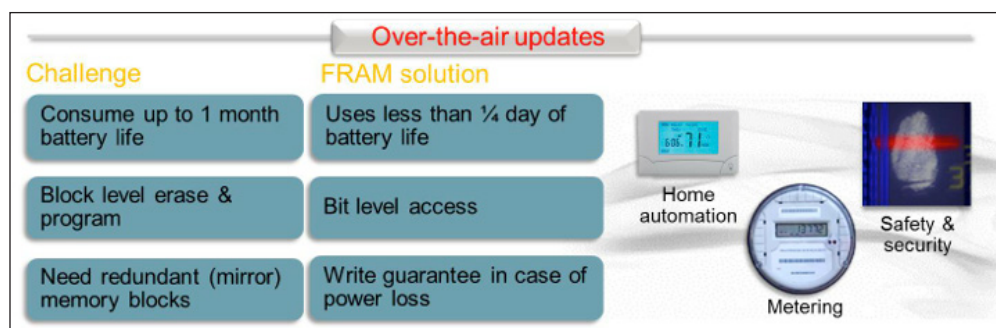 Over-the-air updates
Challenge
FRAM solution
Consume up to 1 month
battery life
Uses less than ¼ day of
battery life
Block level erase &
program
Bit level access
Need redundant (mirror)
memory blocks
Write guarantee in case of
power loss
Home
automation
Metering
Safety &
security